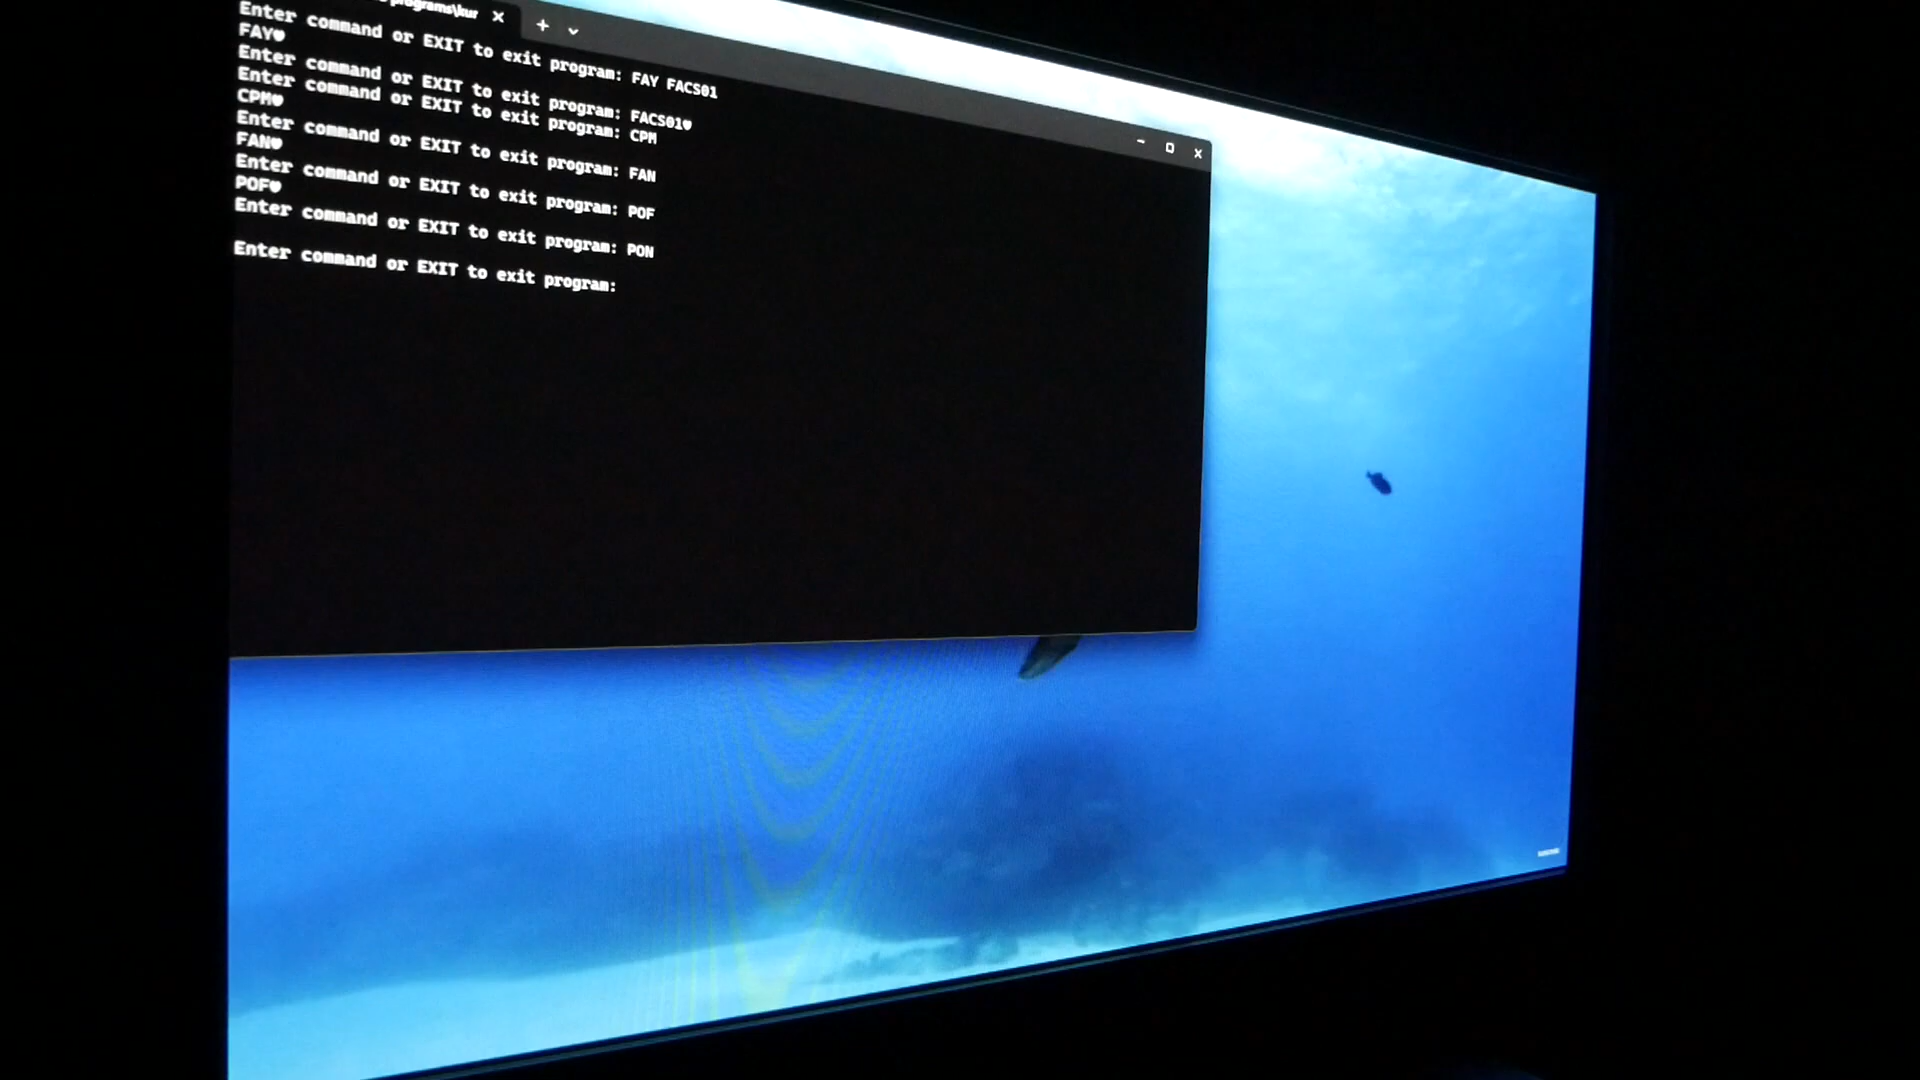 programs\kur
Enter command or EXIT to exit program: FAY FACS01
FAY♥
Enter command or EXIT to exit program: FACS01♥
Enter command or EXIT to exit program: CPM
CPM♥
Enter command or EXIT to exit program: FAN
FAN♥
Enter command or EXIT to exit program: POF
POF♥
Enter command or EXIT to exit program: PON
Enter command or EXIT to exit program: